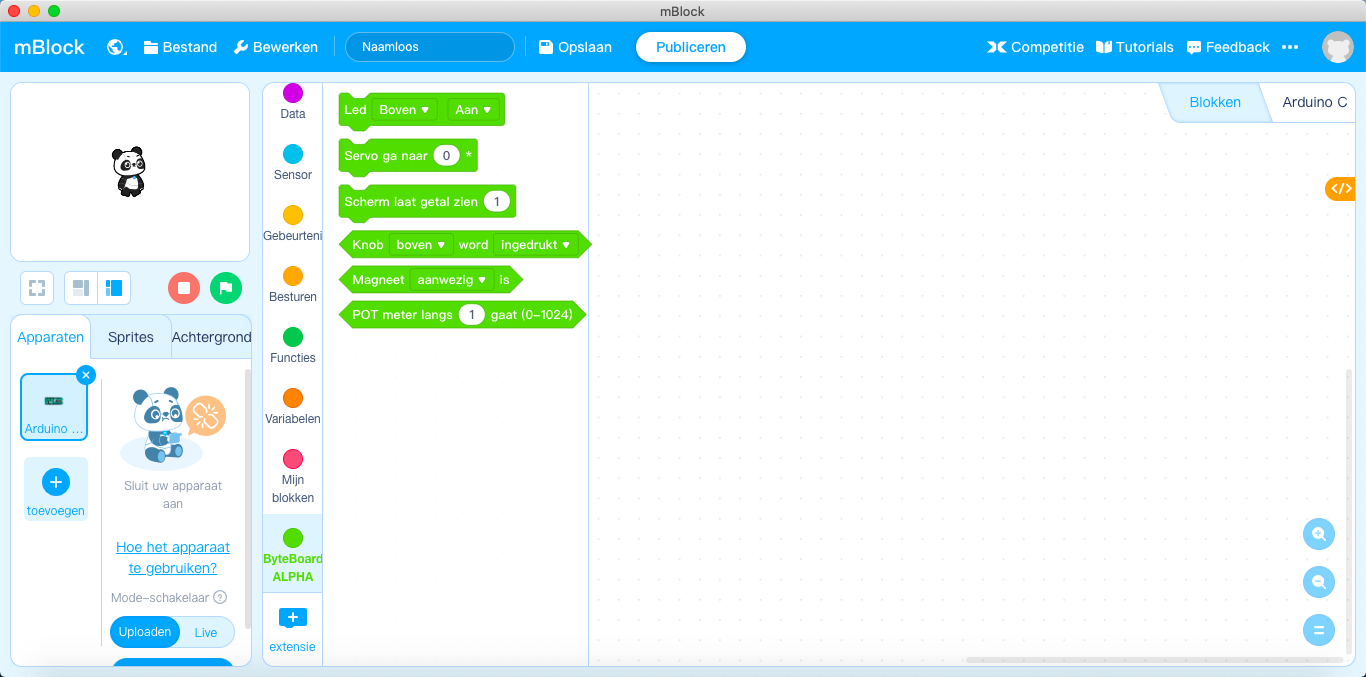 mBlock
mBlock
Bestand
Bewerken
Naamloos
Opslaan
Publiceren
Competitie
Tutorials
Feedback
Apparaten
Sprites
Achtergrond
Arduino ...
toevoegen
Sluit uw apparaat
aan
Hoe het apparaat
te gebruiken?
Mode-schakelaar ?
Uploaden
Live
Data
Sensor
Gebeurteni
Besturen
Functies
Variabelen
Mijn
blokken
ByteBoard
ALPHA
extensie
Led Boven ▼ Aan ▼
Servo ga naar 0 *
Scherm laat getal zien 1
Knob boven ▼ word ingedrukt ▼
Magneet aanwezig ▼ is
POT meter langs 1 gaat (0-1024)
Blokken
Arduino C
</>